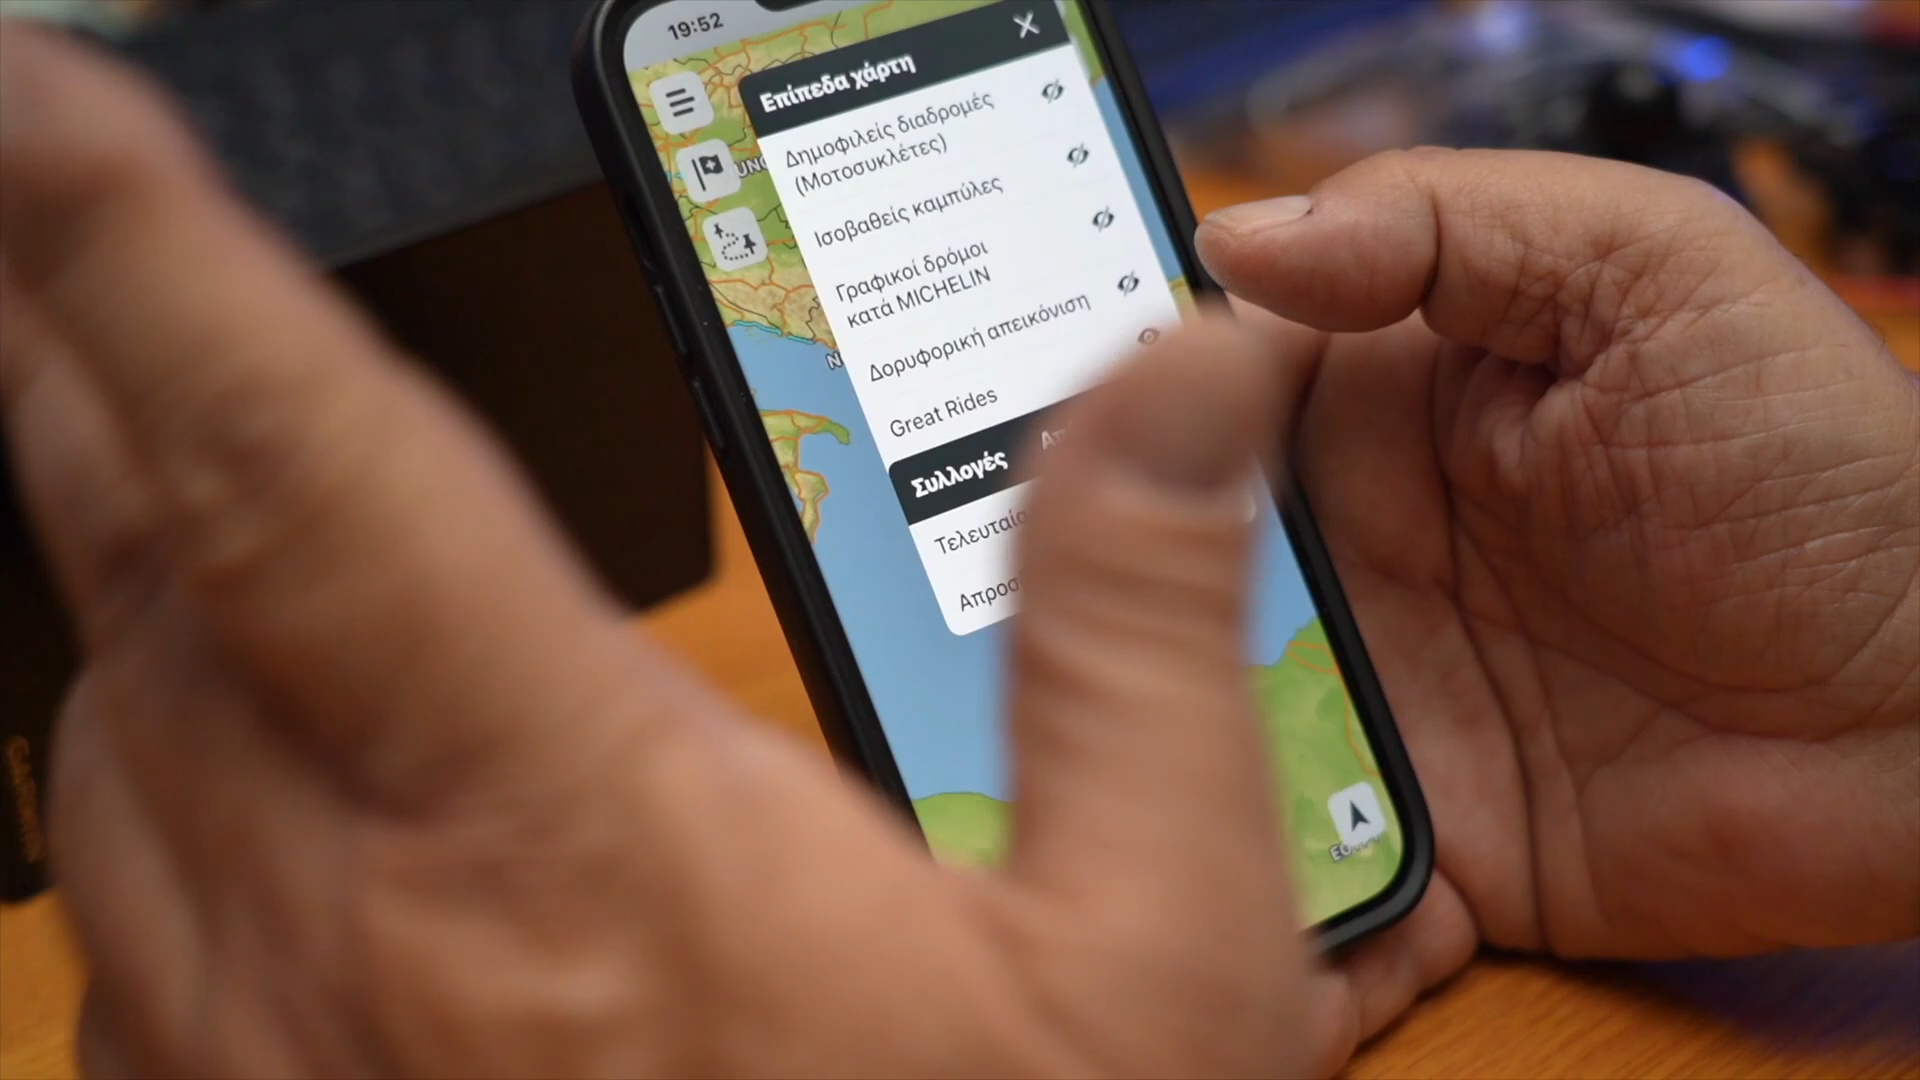 19:52
Επίπεδα χάρτη
Δημοφιλείς διαδρομές
(Μοτοσυκλέτες)
Ισοβαθείς καμπύλες
Γραφικοί δρόμοι
κατά MICHELIN
Δορυφορική απεικόνιση
Great Rides
Συλλογές